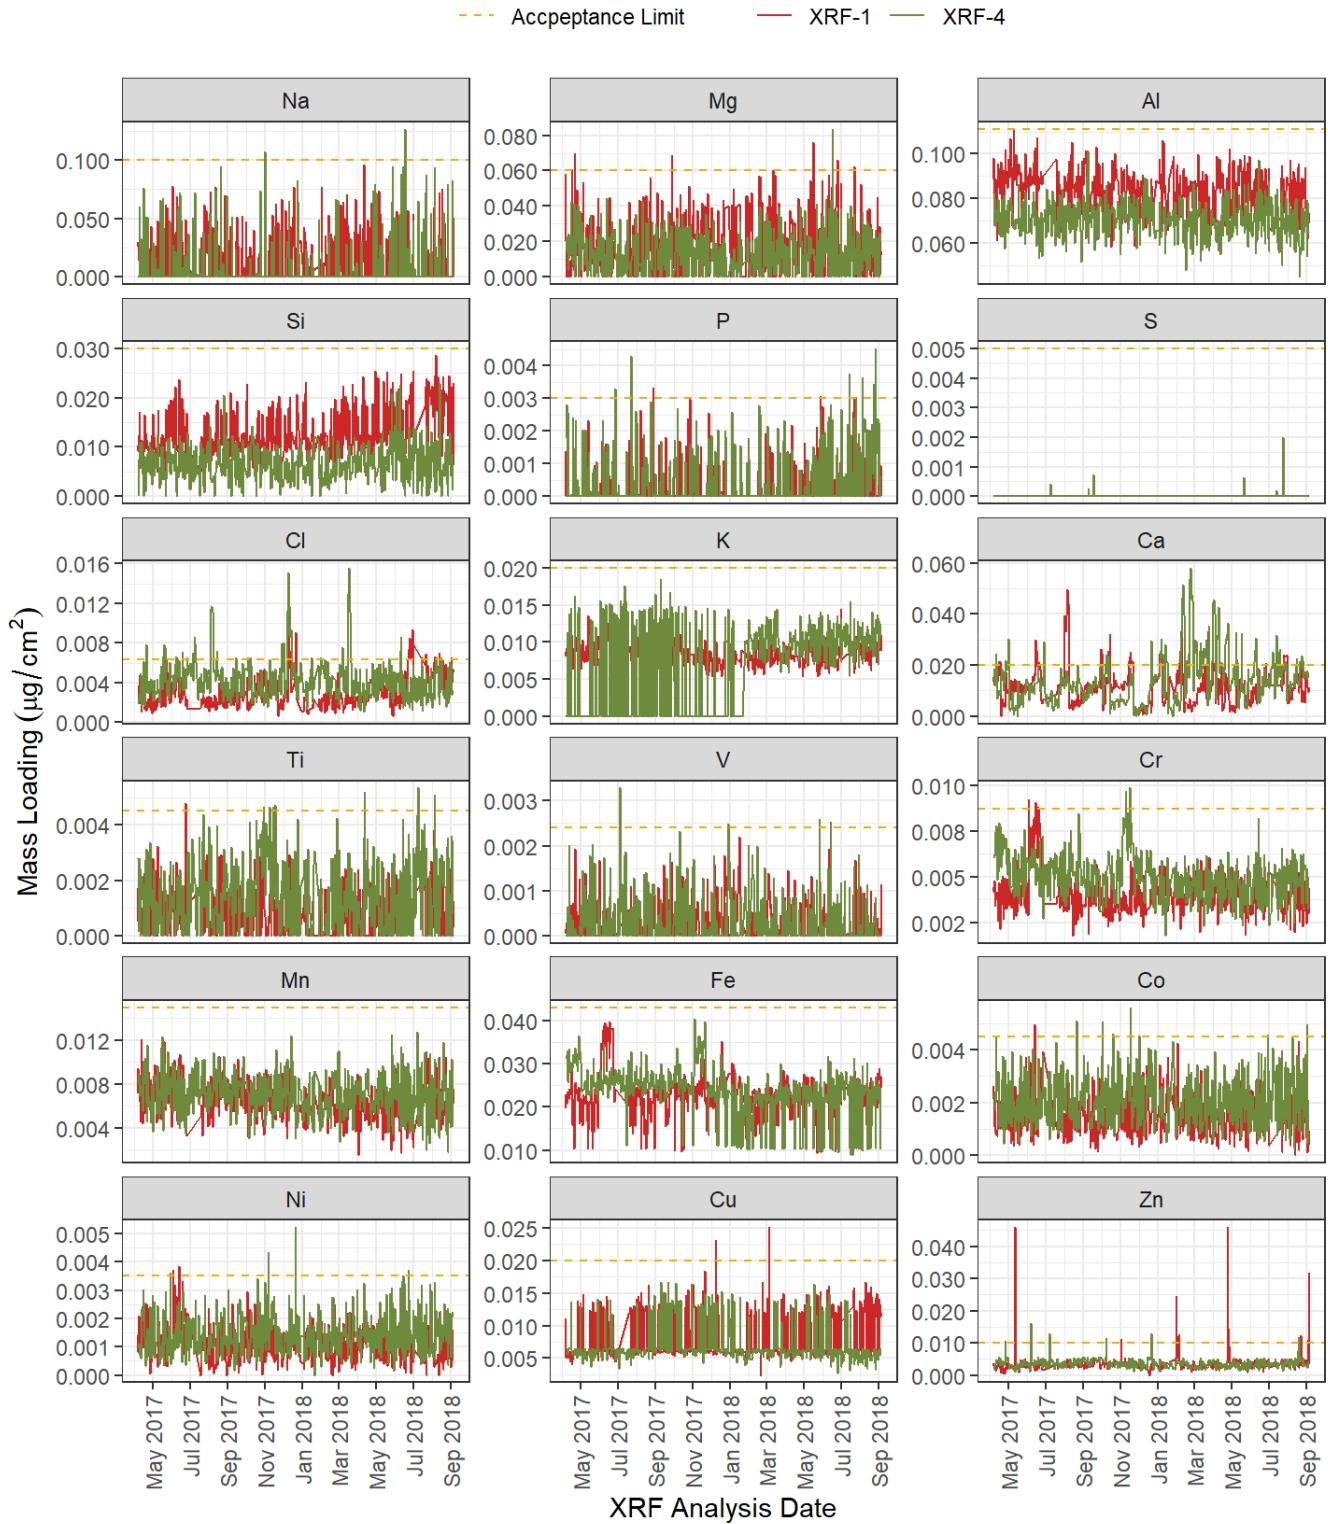 Accpeptance Limit XRF-1 XRF-4
Na Mg Al
0.100 0.080 0.100
0.050 0.060 0.080
0.000 0.040 0.060
0.020
0.000
Si P S
0.030 0.004 0.005
0.020 0.003 0.004
0.010 0.002 0.003
0.000 0.001 0.002
0.000 0.001
0.000
Cl K Ca
0.016 0.020 0.060
0.012 0.015 0.040
0.008 0.010 0.020
0.004 0.005 0.000
0.000 0.000
Ti V Cr
0.004 0.003 0.010
0.002 0.002 0.008
0.000 0.001 0.005
0.000 0.002
Mn Fe Co
0.012 0.040 0.004
0.008 0.030 0.002
0.004 0.020 0.000
0.010
Ni Cu Zn
0.005 0.025 0.040
0.004 0.020 0.030
0.003 0.015 0.020
0.002 0.010 0.010
0.001 0.005 0.000
0.000
May 2017 Jul 2017 Sep 2017 Nov 2017 Jan 2018 Mar 2018 May 2018 Jul 2018 Sep 2018
May 2017 Jul 2017 Sep 2017 Nov 2017 Jan 2018 Mar 2018 May 2018 Jul 2018 Sep 2018
May 2017 Jul 2017 Sep 2017 Nov 2017 Jan 2018 Mar 2018 May 2018 Jul 2018 Sep 2018
XRF Analysis Date
Mass Loading (µg/cm²)